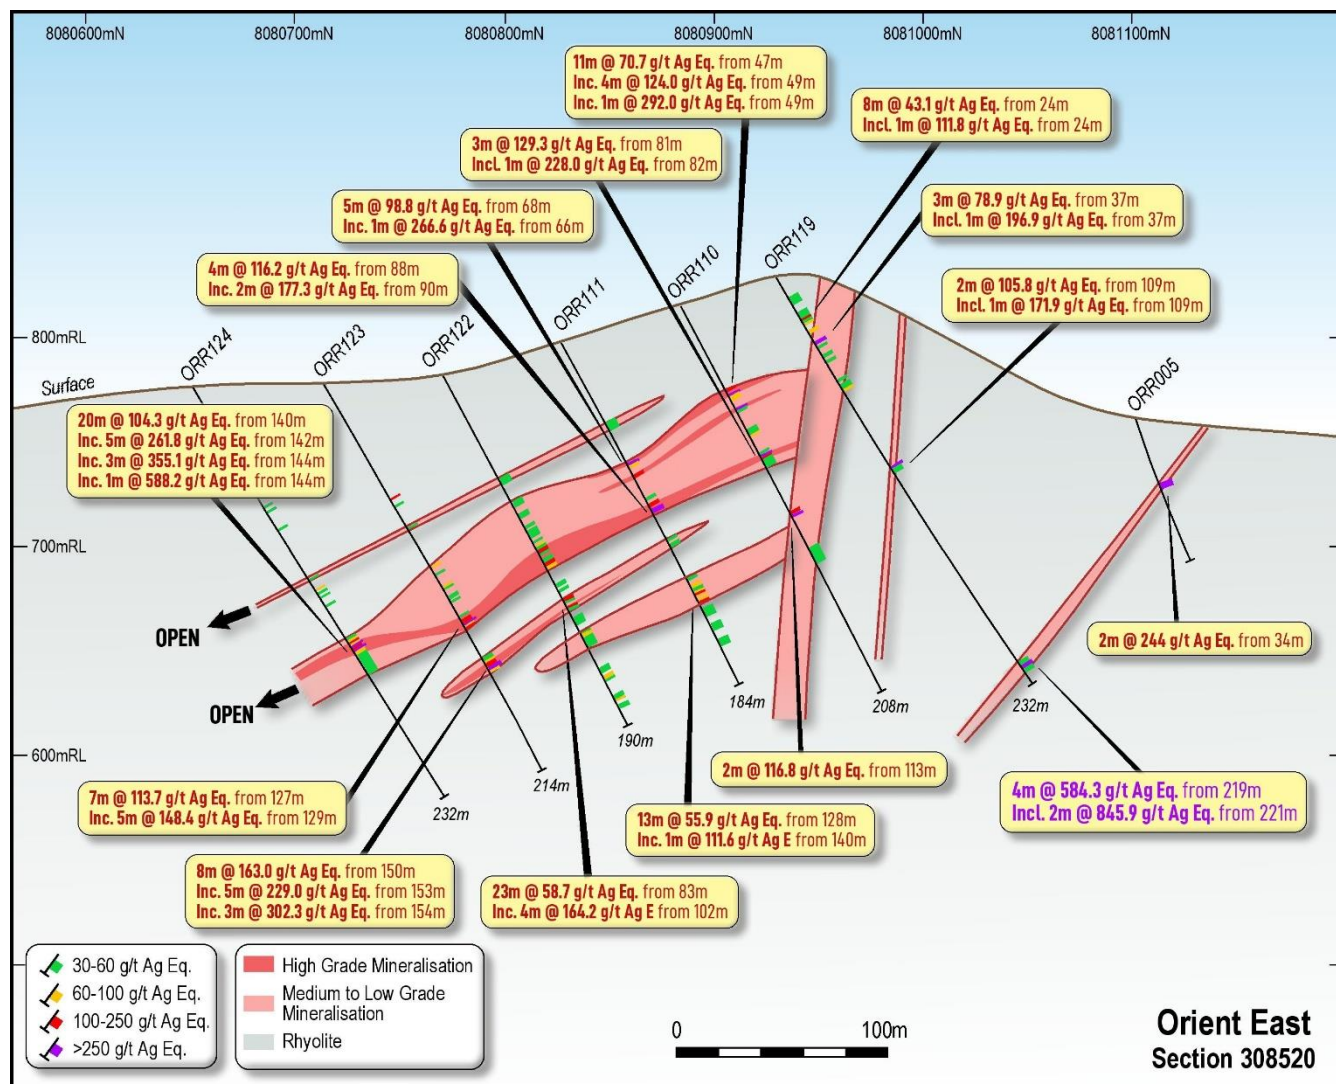 8080600mN
8080700mN
8080800mN
8080900mN
8081000mN
8081100mN
11m @ 70.7 g/t Ag Eq. from 47m
Inc. 4m @ 124.0 g/t Ag Eq. from 49m
Inc. 1m @ 292.0 g/t Ag Eq. from 49m
8m @ 43.1 g/t Ag Eq. from 24m
Incl. 1m @ 111.8 g/t Ag Eq. from 24m
3m @ 129.3 g/t Ag Eq. from 81m
Incl. 1m @ 228.0 g/t Ag Eq. from 82m
5m @ 98.8 g/t Ag Eq. from 68m
Inc. 1m @ 266.6 g/t Ag Eq. from 66m
3m @ 78.9 g/t Ag Eq. from 37m
Incl. 1m @ 196.9 g/t Ag Eq. from 37m
4m @ 116.2 g/t Ag Eq. from 88m
Inc. 2m @ 177.3 g/t Ag Eq. from 90m
2m @ 105.8 g/t Ag Eq. from 109m
Incl. 1m @ 171.9 g/t Ag Eq. from 109m
ORR119
ORR110
ORR111
ORR122
ORR123
ORR124
ORR005
800mRL
Surface
20m @ 104.3 g/t Ag Eq. from 140m
Inc. 5m @ 261.8 g/t Ag Eq. from 142m
Inc. 3m @ 355.1 g/t Ag Eq. from 144m
Inc. 1m @ 588.2 g/t Ag Eq. from 144m
700mRL
OPEN
OPEN
2m @ 244 g/t Ag Eq. from 34m
184m
208m
232m
190m
214m
232m
600mRL
2m @ 116.8 g/t Ag Eq. from 113m
4m @ 584.3 g/t Ag Eq. from 219m
Incl. 2m @ 845.9 g/t Ag Eq. from 221m
7m @ 113.7 g/t Ag Eq. from 127m
Inc. 5m @ 148.4 g/t Ag Eq. from 129m
13m @ 55.9 g/t Ag Eq. from 128m
Inc. 1m @ 111.6 g/t Ag E from 140m
8m @ 163.0 g/t Ag Eq. from 150m
Inc. 5m @ 229.0 g/t Ag Eq. from 153m
Inc. 3m @ 302.3 g/t Ag Eq. from 154m
23m @ 58.7 g/t Ag Eq. from 83m
Inc. 4m @ 164.2 g/t Ag E from 102m
30-60 g/t Ag Eq.
60-100 g/t Ag Eq.
100-250 g/t Ag Eq.
>250 g/t Ag Eq.
High Grade Mineralisation
Medium to Low Grade
Mineralisation
Rhyolite
0
100m
Orient East
Section 308520